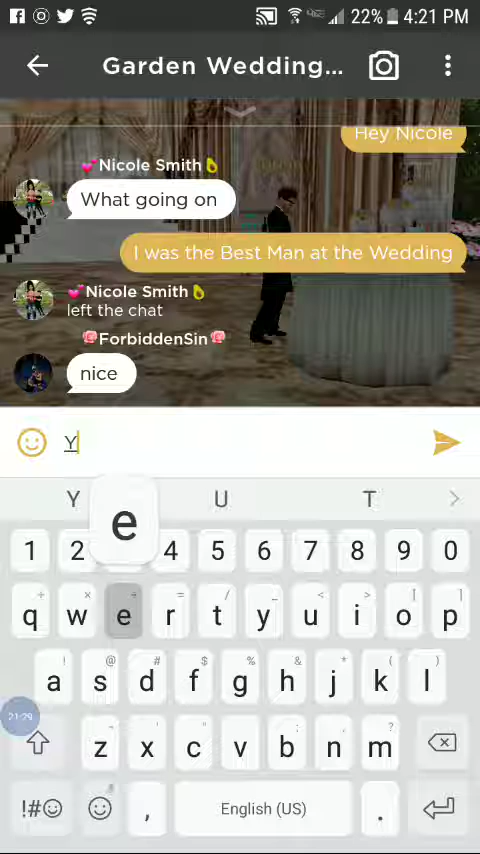 22% 4:21 PM
Garden Wedding...
Hey Nicole
💕Nicole Smith🥑
What going on
I was the Best Man at the Wedding
💕Nicole Smith🥑
left the chat
🌹ForbiddenSin🌹
nice
Y
Y U T >
e
1 2 4 5 6 7 8 9 0
q w e r t y u i o p
a s d f g h j k l
21:29
z x c v b n m
!#☺ , English (US) .